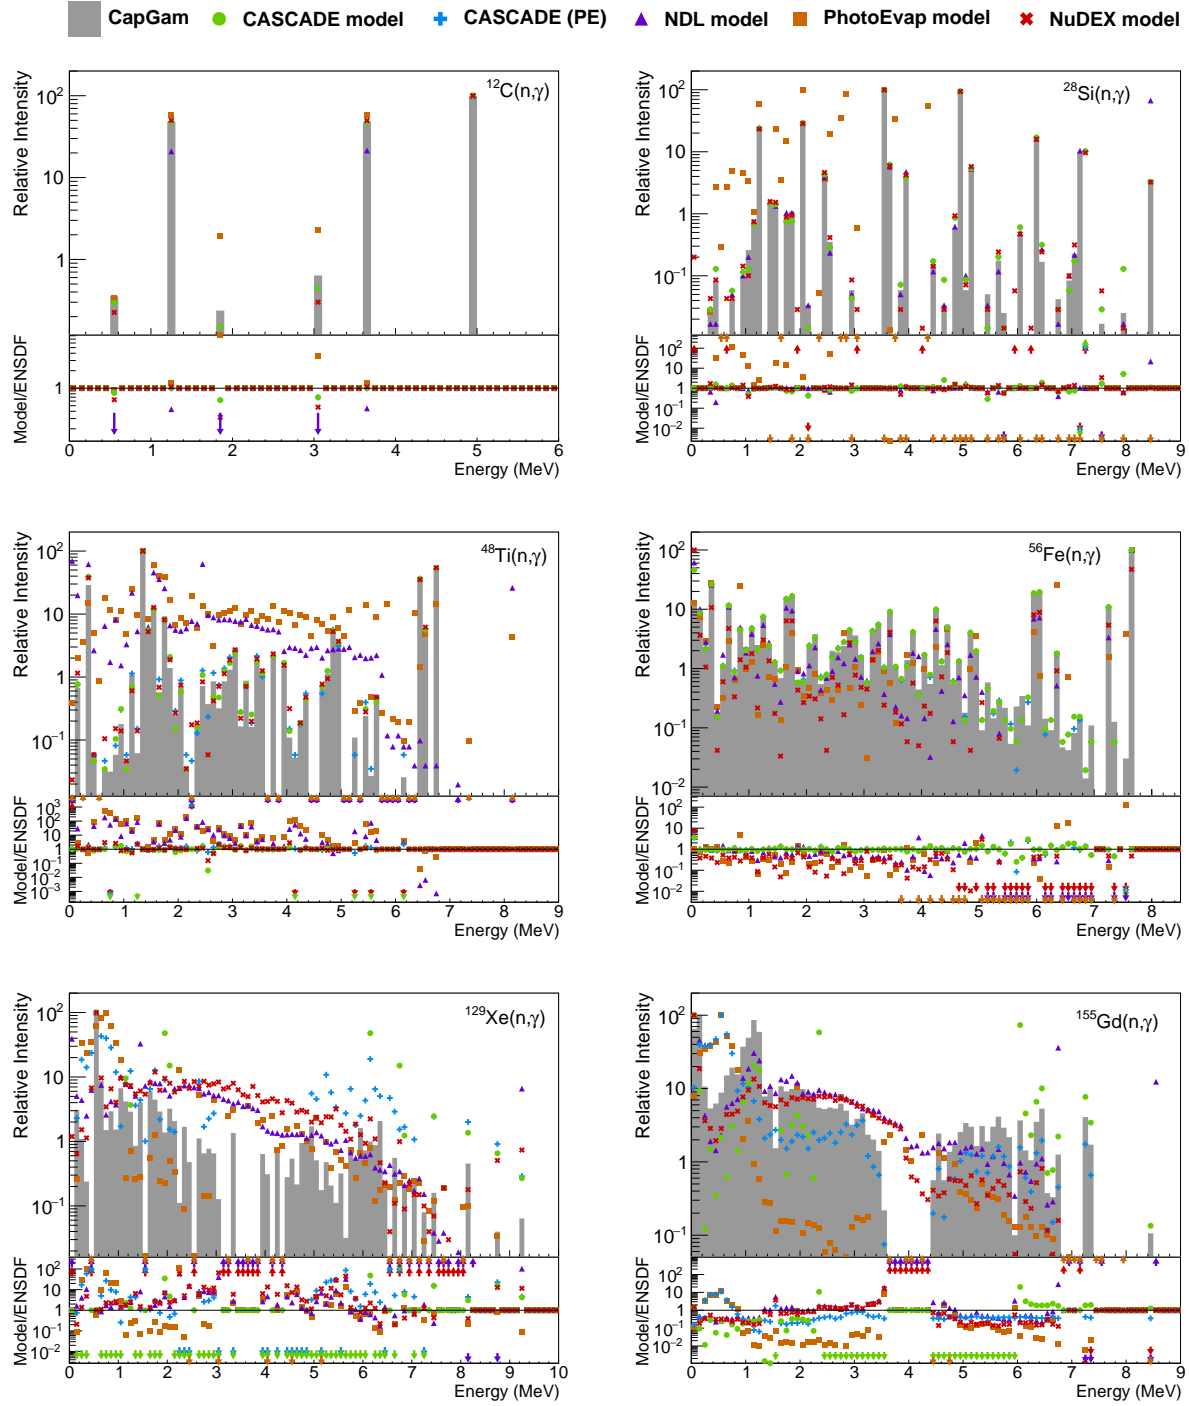 CapGam CASCADE model CASCADE (PE) NDL model PhotoEvap model NuDEX model
¹²C(n,γ)
Relative Intensity
10²
10
1
Model/ENSDF
1
0 1 2 3 4 5 6
Energy (MeV)
²⁸Si(n,γ)
Relative Intensity
10²
10
1
10⁻¹
Model/ENSDF
10²
10
1
10⁻¹
10⁻²
0 1 2 3 4 5 6 7 8 9
Energy (MeV)
⁴⁸Ti(n,γ)
Relative Intensity
10²
10
1
10⁻¹
Model/ENSDF
10³
10²
10
1
10⁻¹
10⁻²
10⁻³
0 1 2 3 4 5 6 7 8 9
Energy (MeV)
⁵⁶Fe(n,γ)
Relative Intensity
10²
10
1
10⁻¹
10⁻²
Model/ENSDF
10²
10
1
10⁻¹
10⁻²
0 1 2 3 4 5 6 7 8
Energy (MeV)
¹²⁹Xe(n,γ)
Relative Intensity
10²
10
1
10⁻¹
Model/ENSDF
10²
10
1
10⁻¹
10⁻²
0 1 2 3 4 5 6 7 8 9 10
Energy (MeV)
¹⁵⁵Gd(n,γ)
Relative Intensity
10²
10
1
10⁻¹
Model/ENSDF
10²
10
1
10⁻¹
10⁻²
0 1 2 3 4 5 6 7 8 9
Energy (MeV)